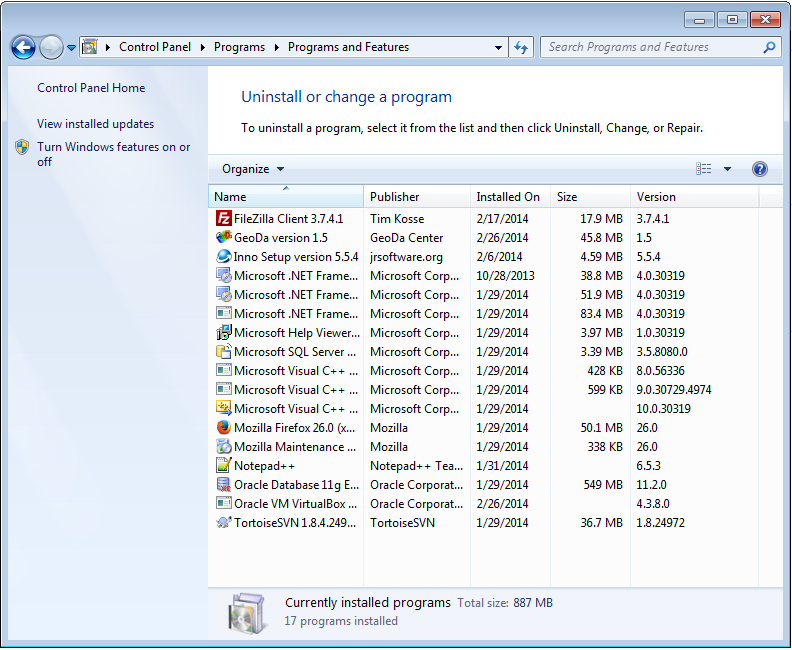 Control Panel Programs Programs and Features
Search Programs and Features
Control Panel Home
View installed updates
Turn Windows features on or
off
Uninstall or change a program
To uninstall a program, select it from the list and then click Uninstall, Change, or Repair.
Organize
Name Publisher Installed On Size Version
FileZilla Client 3.7.4.1 Tim Kosse 2/17/2014 17.9 MB 3.7.4.1
GeoDa version 1.5 GeoDa Center 2/26/2014 45.8 MB 1.5
Inno Setup version 5.5.4 jrsoftware.org 2/6/2014 4.59 MB 5.5.4
Microsoft .NET Frame... Microsoft Corp... 10/28/2013 38.8 MB 4.0.30319
Microsoft .NET Frame... Microsoft Corp... 1/29/2014 51.9 MB 4.0.30319
Microsoft .NET Frame... Microsoft Corp... 1/29/2014 83.4 MB 4.0.30319
Microsoft Help Viewer... Microsoft Corp... 1/29/2014 3.97 MB 1.0.30319
Microsoft SQL Server ... Microsoft Corp... 1/29/2014 3.39 MB 3.5.8080.0
Microsoft Visual C++ ... Microsoft Corp... 1/29/2014 428 KB 8.0.56336
Microsoft Visual C++ ... Microsoft Corp... 1/29/2014 599 KB 9.0.30729.4974
Microsoft Visual C++ ... Microsoft Corp... 1/29/2014 10.0.30319
Mozilla Firefox 26.0 (x... Mozilla 1/29/2014 50.1 MB 26.0
Mozilla Maintenance ... Mozilla 1/29/2014 338 KB 26.0
Notepad++ Notepad++ Tea... 1/31/2014 6.5.3
Oracle Database 11g E... Oracle Corporat... 1/29/2014 549 MB 11.2.0
Oracle VM VirtualBox ... Oracle Corporat... 2/26/2014 4.3.8.0
TortoiseSVN 1.8.4.249... TortoiseSVN 1/29/2014 36.7 MB 1.8.24972
Currently installed programs Total size: 887 MB
17 programs installed